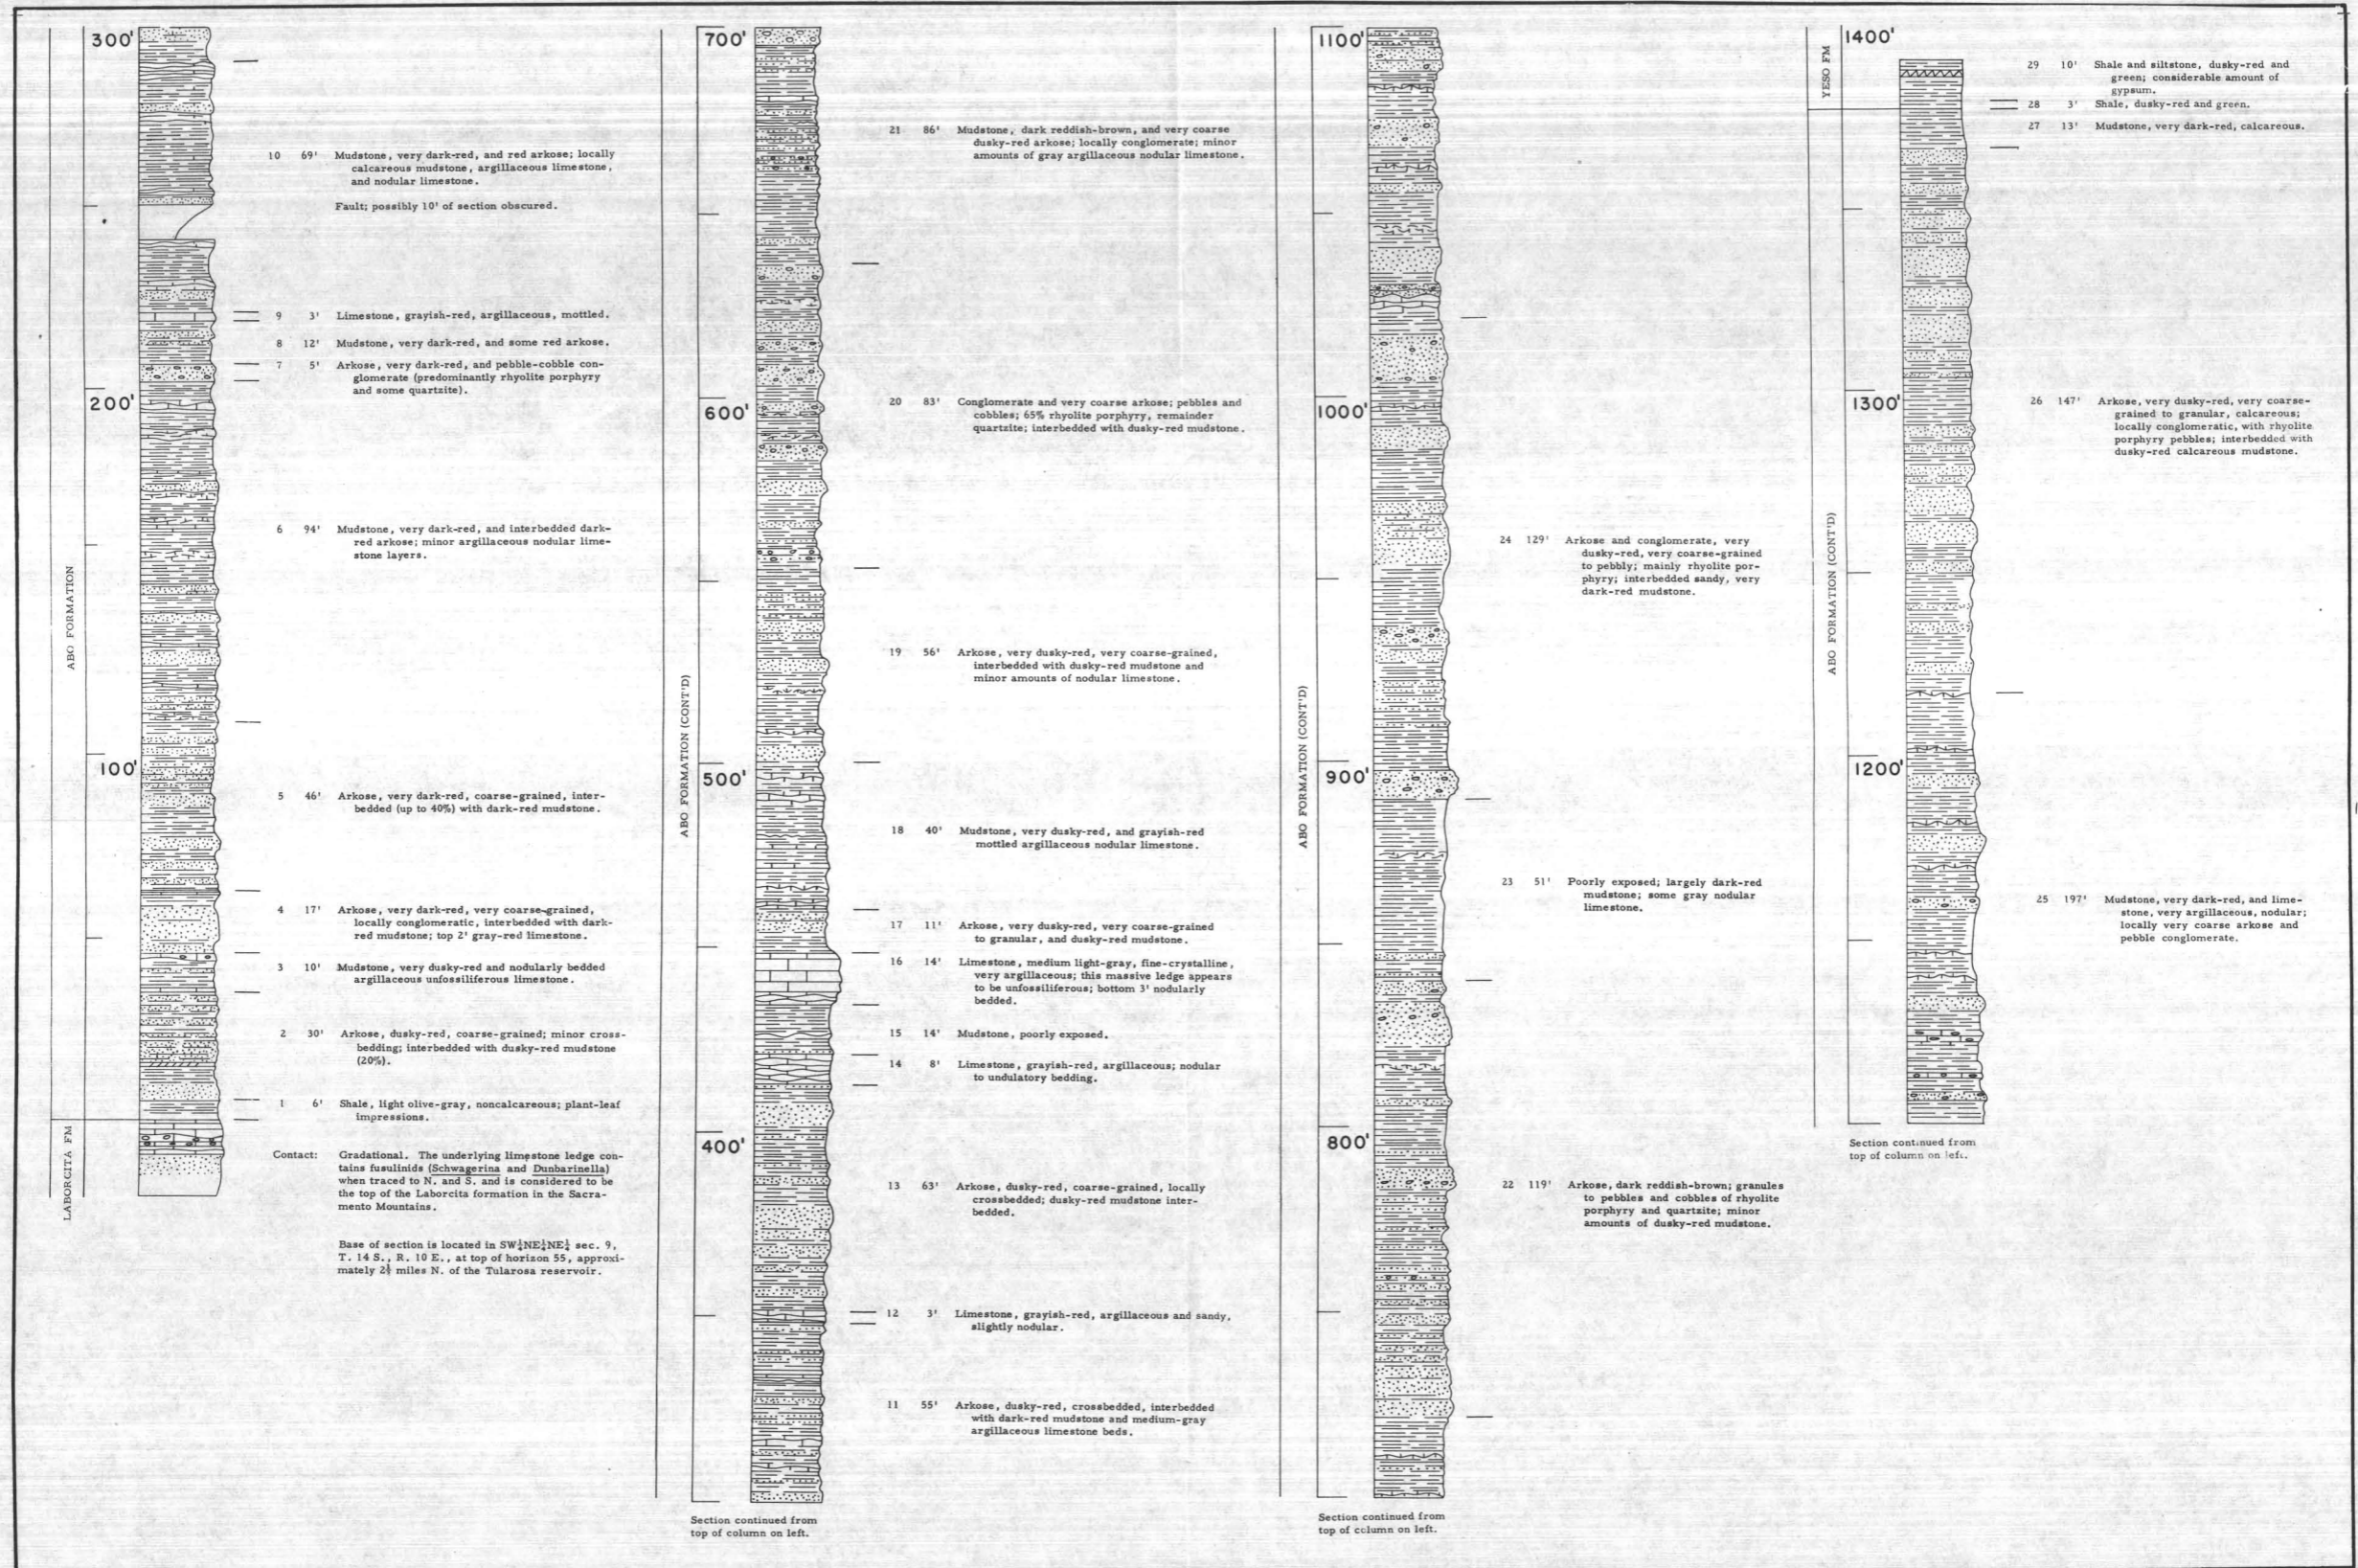 300'
10 69' Mudstone, very dark-red, and red arkose; locally
calcareous mudstone, argillaceous limestone,
and nodular limestone.
Fault; possibly 10' of section obscured.
9 3' Limestone, grayish-red, argillaceous, mottled.
8 12' Mudstone, very dark-red, and some red arkose.
7 5' Arkose, very dark-red, and pebble-cobble con-
glomerate (predominantly rhyolite porphyry
and some quartzite).
200'
6 94' Mudstone, very dark-red, and interbedded dark-
red arkose; minor argillaceous nodular lime-
stone layers.
ABO FORMATION
100'
5 46' Arkose, very dark-red, coarse-grained, inter-
bedded (up to 40%) with dark-red mudstone.
4 17' Arkose, very dark-red, very coarse-grained,
locally conglomeratic, interbedded with dark-
red mudstone; top 2' gray-red limestone.
3 10' Mudstone, very dusky-red and nodularly bedded
argillaceous unfossiliferous limestone.
2 30' Arkose, dusky-red, coarse-grained; minor cross-
bedding; interbedded with dusky-red mudstone
(20%).
1 6' Shale, light olive-gray, noncalcareous; plant-leaf
impressions.
LABORCITA FM
Contact: Gradational. The underlying limestone ledge con-
tains fusulinids (Schwagerina and Dunbarinella)
when traced to N. and S. and is considered to be
the top of the Laborcita formation in the Sacra-
mento Mountains.
Base of section is located in SW¼NE¼NE¼ sec. 9,
T. 14 S., R. 10 E., at top of horizon 55, approxi-
mately 2½ miles N. of the Tularosa reservoir.
700'
21 86' Mudstone, dark reddish-brown, and very coarse
dusky-red arkose; locally conglomerate; minor
amounts of gray argillaceous nodular limestone.
600'
20 83' Conglomerate and very coarse arkose; pebbles and
cobbles; 65% rhyolite porphyry, remainder
quartzite; interbedded with dusky-red mudstone.
19 56' Arkose, very dusky-red, very coarse-grained,
interbedded with dusky-red mudstone and
minor amounts of nodular limestone.
ABO FORMATION (CONT'D)
500'
18 40' Mudstone, very dusky-red, and grayish-red
mottled argillaceous nodular limestone.
17 11' Arkose, very dusky-red, very coarse-grained
to granular, and dusky-red mudstone.
16 14' Limestone, medium light-gray, fine-crystalline,
very argillaceous; this massive ledge appears
to be unfossiliferous; bottom 3' nodularly
bedded.
15 14' Mudstone, poorly exposed.
14 8' Limestone, grayish-red, argillaceous; nodular
to undulatory bedding.
400'
13 63' Arkose, dusky-red, coarse-grained, locally
crossbedded; dusky-red mudstone inter-
bedded.
12 3' Limestone, grayish-red, argillaceous and sandy,
slightly nodular.
11 55' Arkose, dusky-red, crossbedded, interbedded
with dark-red mudstone and medium-gray
argillaceous limestone beds.
Section continued from
top of column on left.
1100'
1000'
24 129' Arkose and conglomerate, very
dusky-red, very coarse-grained
to pebbly; mainly rhyolite por-
phyry; interbedded sandy, very
dark-red mudstone.
ABO FORMATION (CONT'D)
900'
23 51' Poorly exposed; largely dark-red
mudstone; some gray nodular
limestone.
800'
22 119' Arkose, dark reddish-brown; granules
to pebbles and cobbles of rhyolite
porphyry and quartzite; minor
amounts of dusky-red mudstone.
Section continued from
top of column on left.
1400'
YESO FM
29 10' Shale and siltstone, dusky-red and
green; considerable amount of
gypsum.
28 3' Shale, dusky-red and green.
27 13' Mudstone, very dark-red, calcareous.
1300'
26 147' Arkose, very dusky-red, very coarse-
grained to granular, calcareous;
locally conglomeratic, with rhyolite
porphyry pebbles; interbedded with
dusky-red calcareous mudstone.
ABO FORMATION (CONT'D)
1200'
25 197' Mudstone, very dark-red, and lime-
stone, very argillaceous, nodular;
locally very coarse arkose and
pebble conglomerate.
Section continued from
top of column on left.